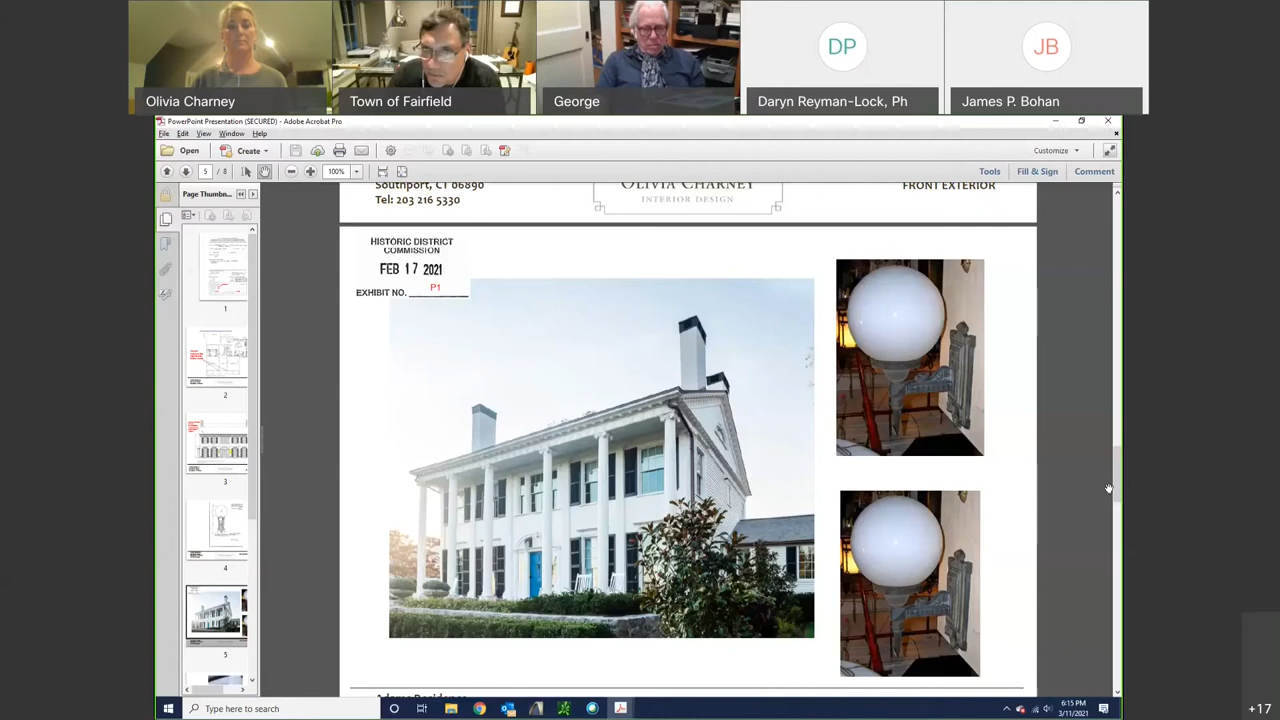 DP
JB
Olivia Charney
Town of Fairfield
George
Daryn Reyman-Lock, Ph
James P. Bohan
PowerPoint Presentation (SECURED) - Adobe Acrobat Pro
File Edit View Window Help
Open
Create
Customize
5 / 8
100%
Tools
Fill & Sign
Comment
Page Thumbn...
Southport, CT 06890
Tel: 203 216 5330
OLIVIA CHARNEY
INTERIOR DESIGN
FRONT EXTERIOR
HISTORIC DISTRICT
COMMISSION
FEB 17 2021
EXHIBIT NO. P1
1
2
3
4
5
Adams Residence
Type here to search
6:15 PM
3/11/2021
+17